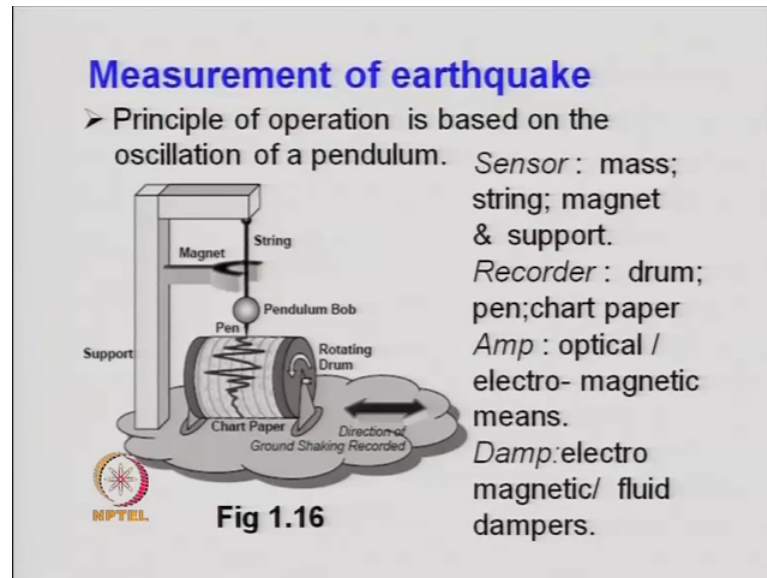 Measurement of earthquake
➢ Principle of operation is based on the
oscillation of a pendulum.
Sensor : mass;
string; magnet
& support.
Recorder : drum;
pen;chart paper
Amp : optical /
electro- magnetic
means.
Damp:electro
magnetic/ fluid
dampers.
String
Magnet
Pendulum Bob
Pen
Support
Rotating
Drum
Chart Paper
Direction of
Ground Shaking Recorded
NPTEL
Fig 1.16